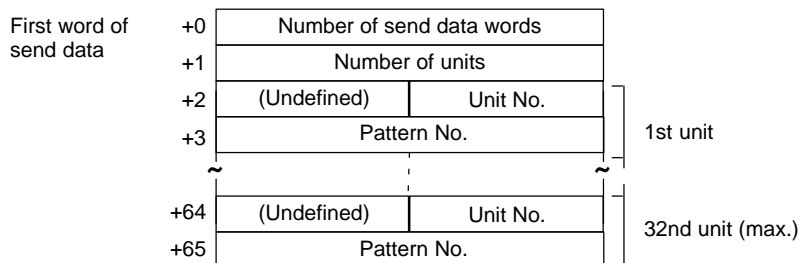 First word of
send data
+0 Number of send data words
+1 Number of units
+2 (Undefined) Unit No.
1st unit
+3 Pattern No.
~ ~
+64 (Undefined) Unit No.
32nd unit (max.)
+65 Pattern No.